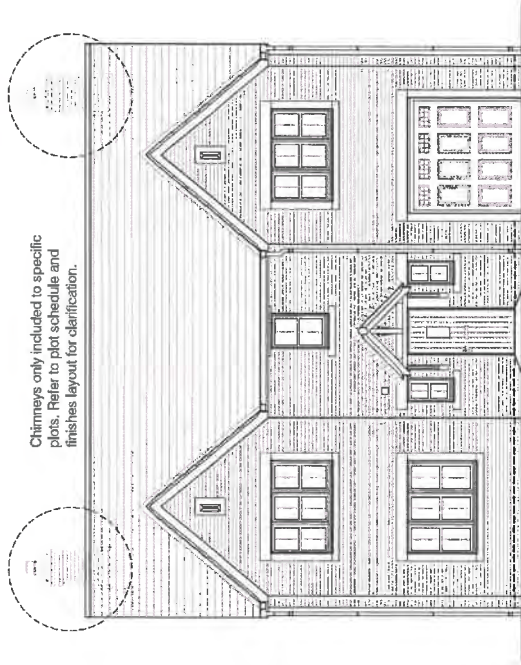 Chimneys only included to specific
plots. Refer to plot schedule and
finishes layout for clarification.